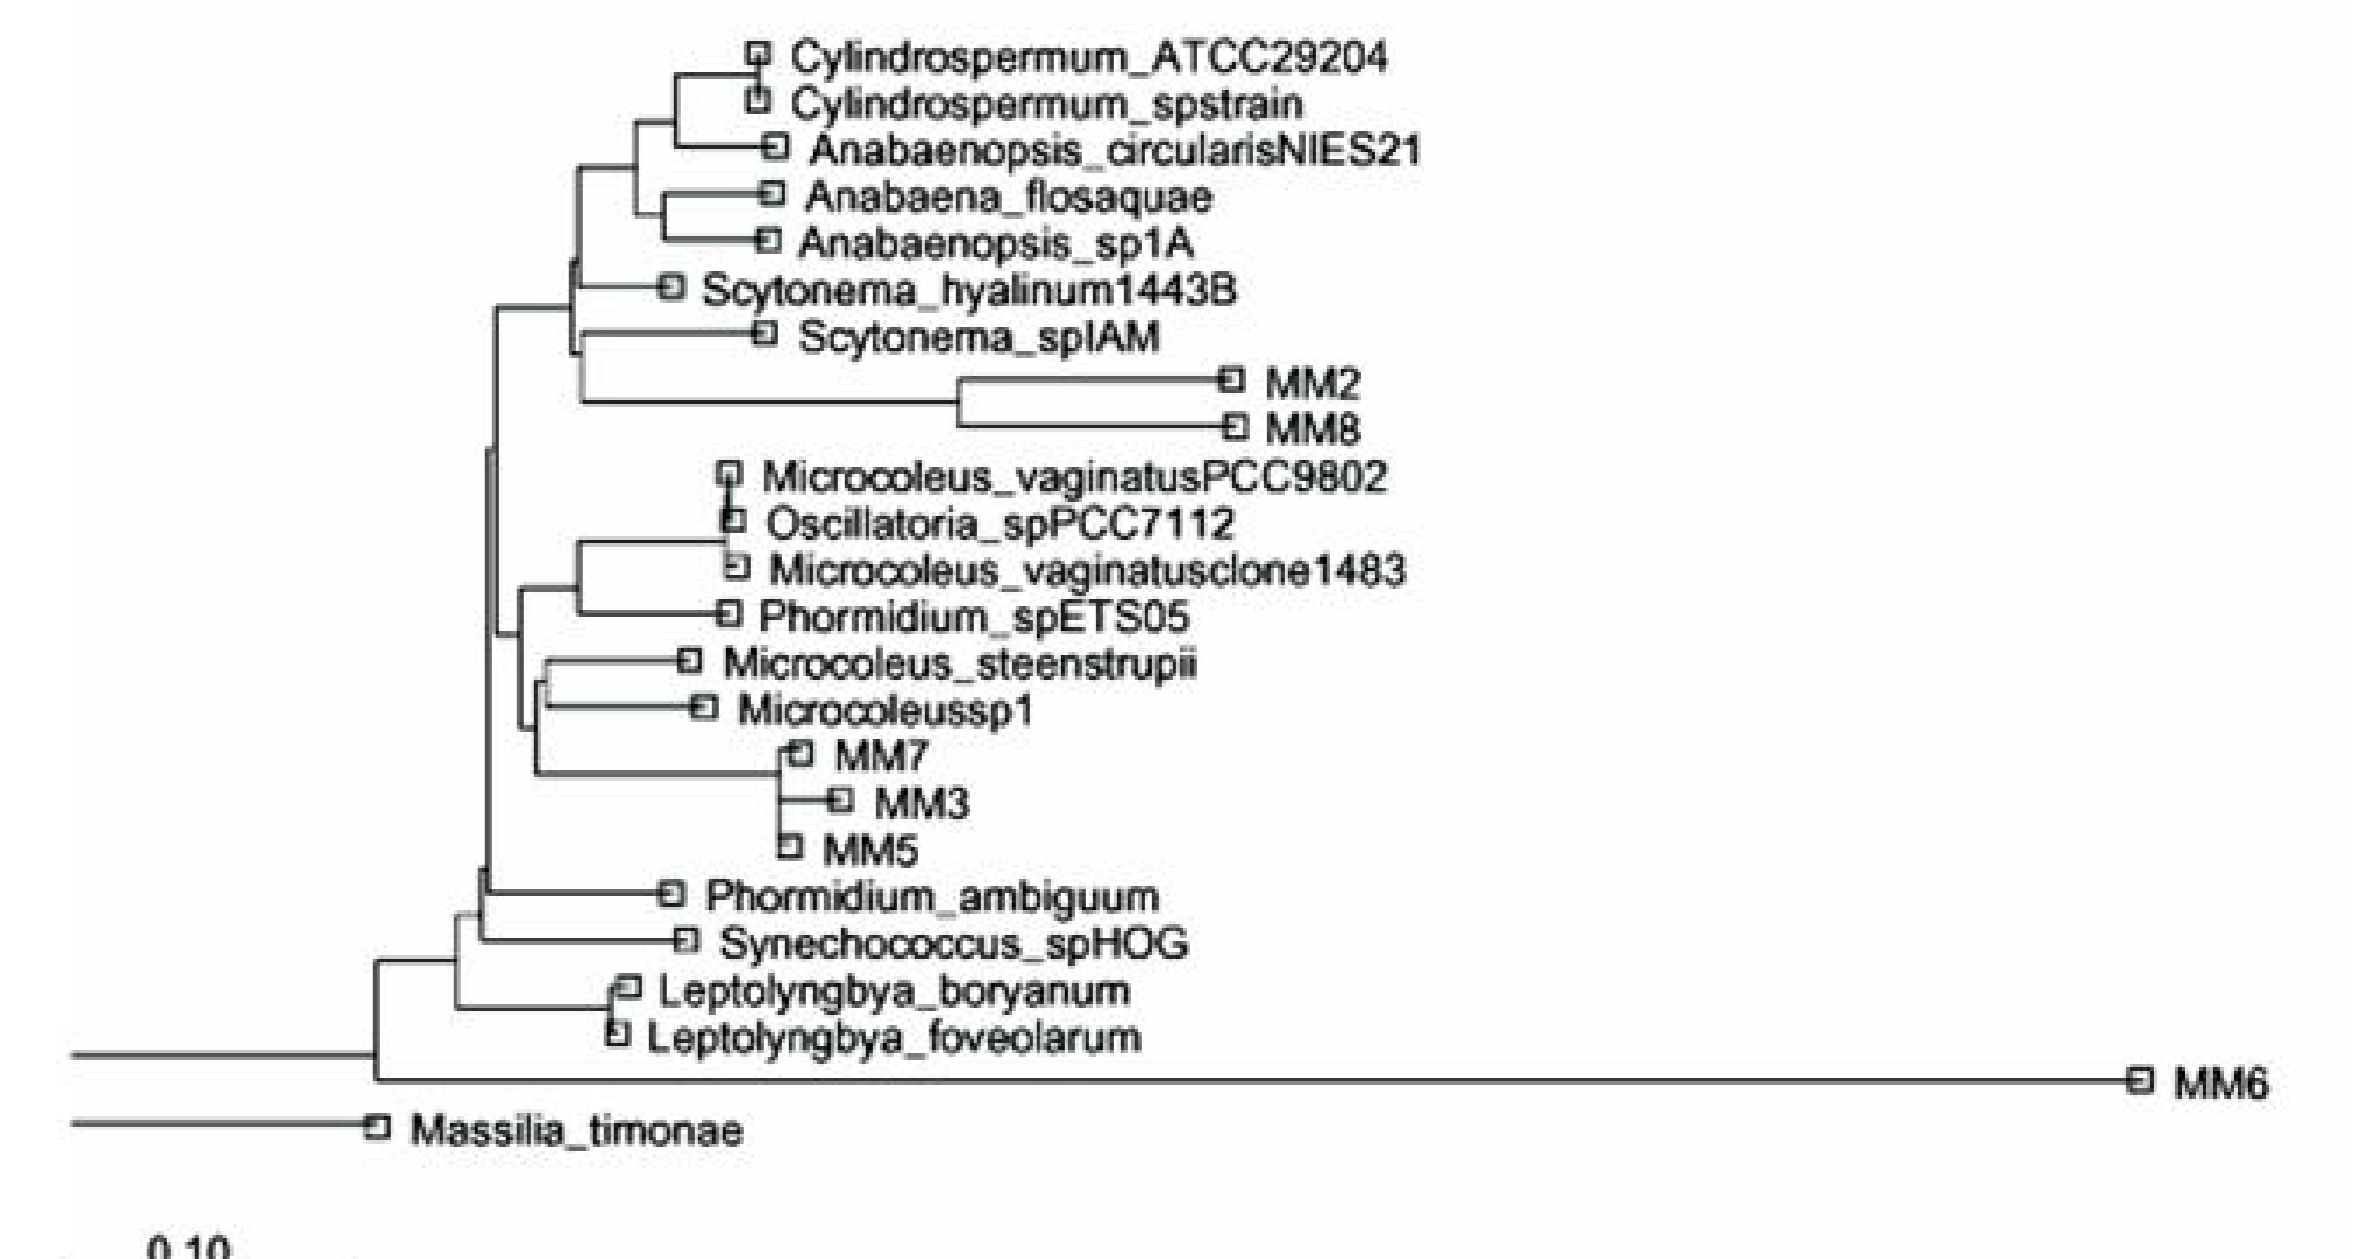 Cylindrospermum_ATCC29204
Cylindrospermum_spstrain
Anabaenopsis_circularisNIES21
Anabaena_flosaquae
Anabaenopsis_sp1A
Scytonema_hyalinum1443B
Scytonema_spIAM
MM2
MM8
Microcoleus_vaginatusPCC9802
Oscillatoria_spPCC7112
Microcoleus_vaginatusclone1483
Phormidium_spETS05
Microcoleus_steenstrupii
Microcoleussp1
MM7
MM3
MM5
Phormidium_ambiguum
Synechococcus_spHOG
Leptolyngbya_boryanum
Leptolyngbya_foveolarum
MM6
Massilia_timonae
0.10